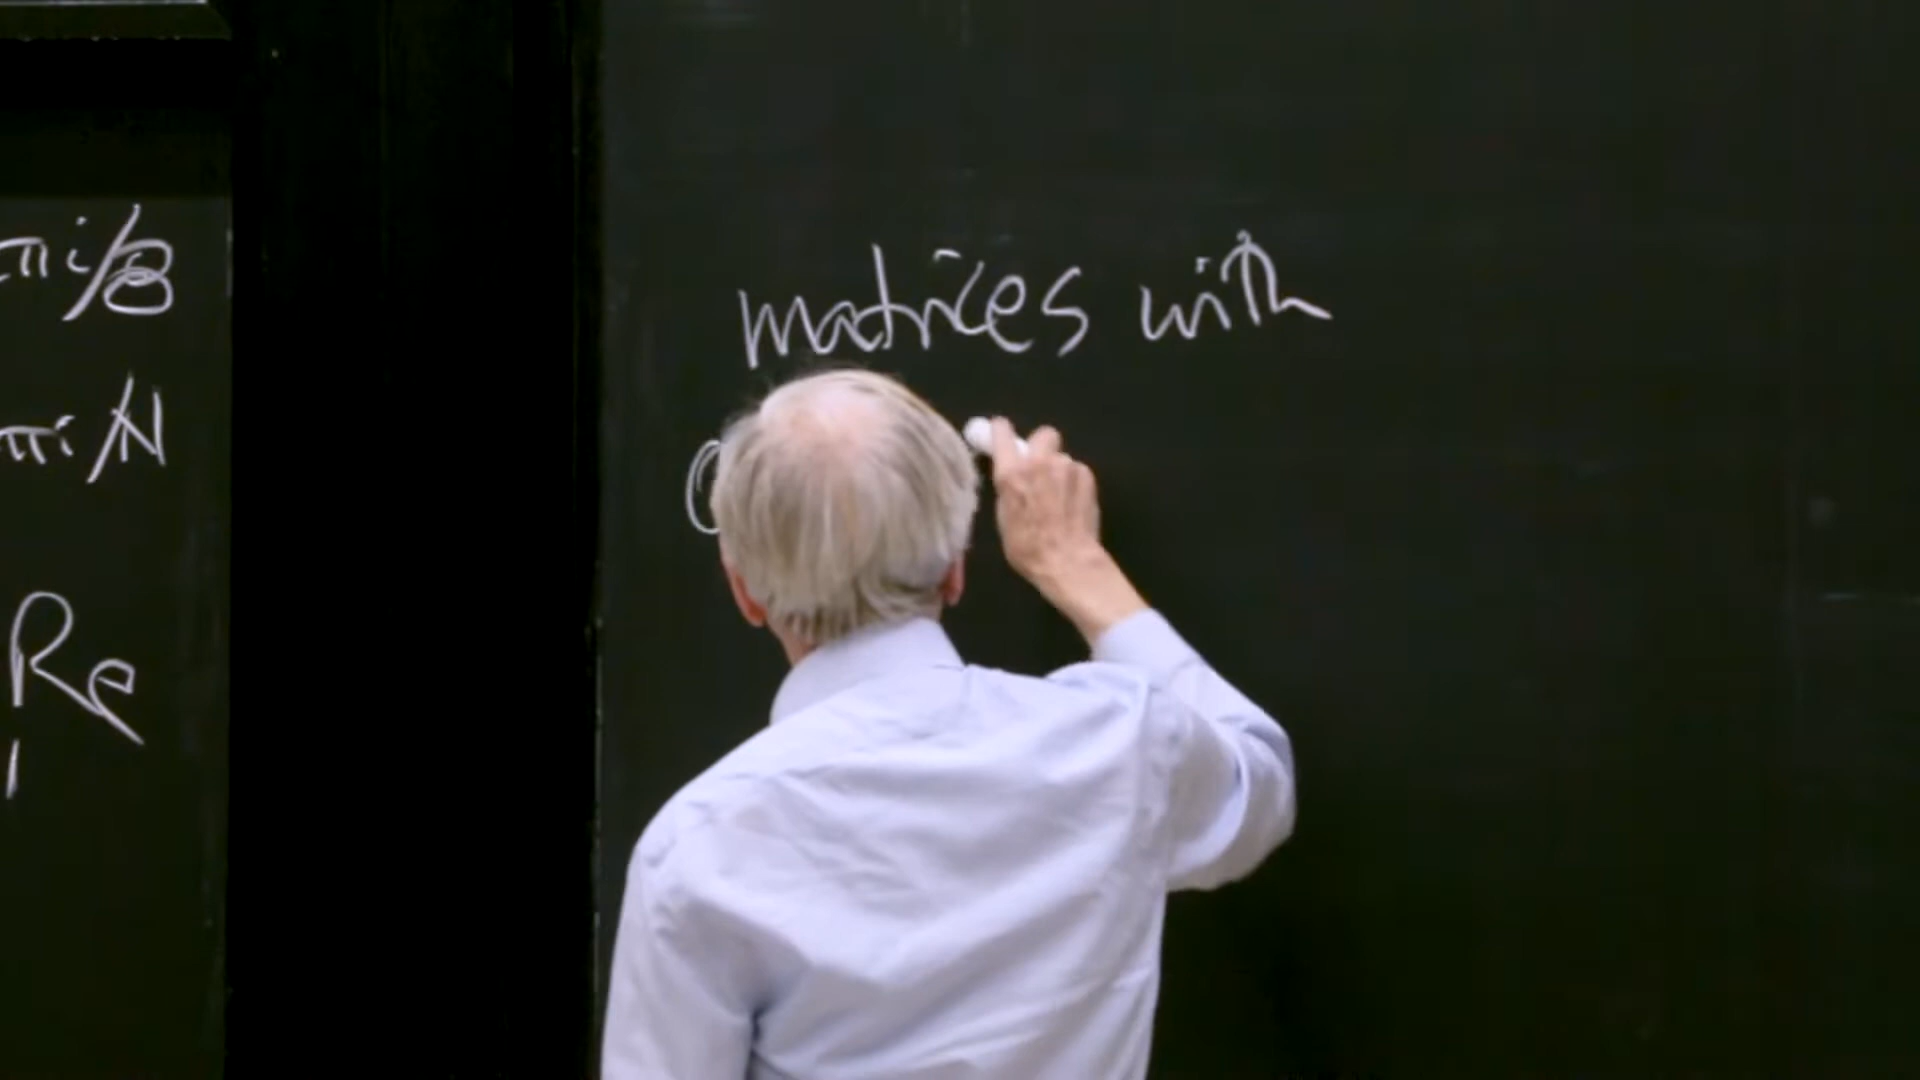 πi/8
πi/N
Re
matrices with